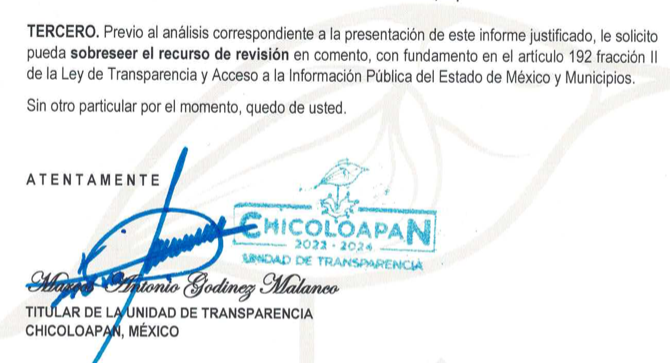 TERCERO. Previo al análisis correspondiente a la presentación de este informe justificado, le solicito
pueda sobreseer el recurso de revisión en comento, con fundamento en el articulo 192 fracción II
de la Ley de Transparencia y Acceso a la Información Pública del Estado de México y Municipios.
Sin otro particular por el momento, quedo de usted.
ATENTAMENTE
CHICOLOAPAN
2022 - 2024
UNIDAD DE TRANSPARENCIA
Marcos Antonio Godinez Malanco
TITULAR DE LA UNIDAD DE TRANSPARENCIA
CHICOLOAPAN, MÉXICO